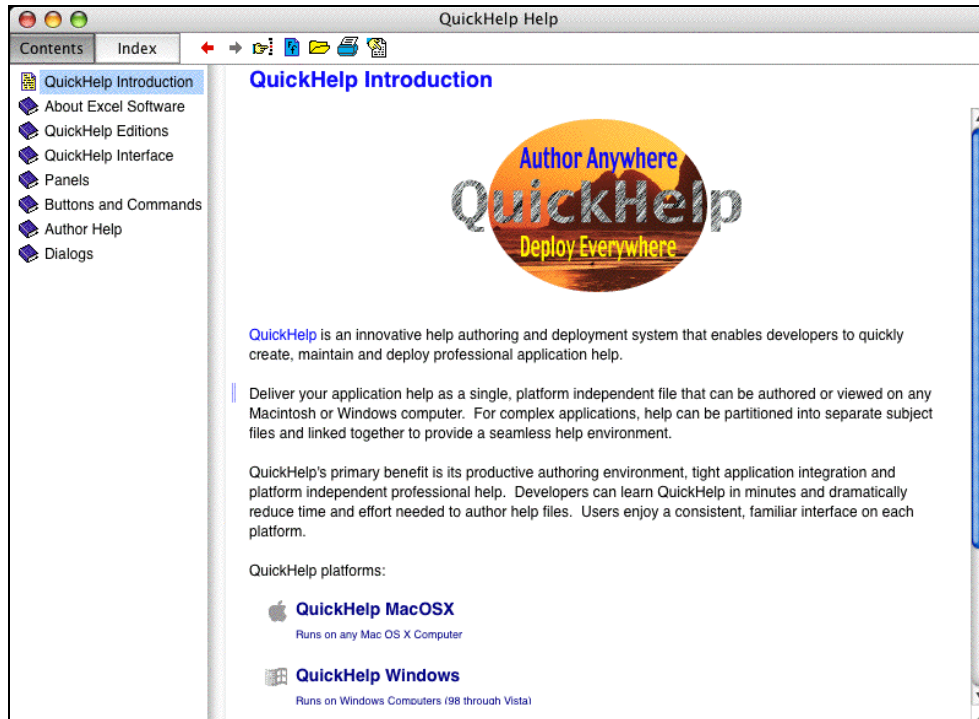 QuickHelp Help
Contents
Index
QuickHelp Introduction
About Excel Software
QuickHelp Editions
QuickHelp Interface
Panels
Buttons and Commands
Author Help
Dialogs
QuickHelp Introduction
Author Anywhere
QuickHelp
Deploy Everywhere
QuickHelp is an innovative help authoring and deployment system that enables developers to quickly
create, maintain and deploy professional application help.
Deliver your application help as a single, platform independent file that can be authored or viewed on any
Macintosh or Windows computer.  For complex applications, help can be partitioned into separate subject
files and linked together to provide a seamless help environment.
QuickHelp's primary benefit is its productive authoring environment, tight application integration and
platform independent professional help.  Developers can learn QuickHelp in minutes and dramatically
reduce time and effort needed to author help files.  Users enjoy a consistent, familiar interface on each
platform.
QuickHelp platforms:
QuickHelp MacOSX
Runs on any Mac OS X Computer
QuickHelp Windows
Runs on Windows Computers (98 through Vista)